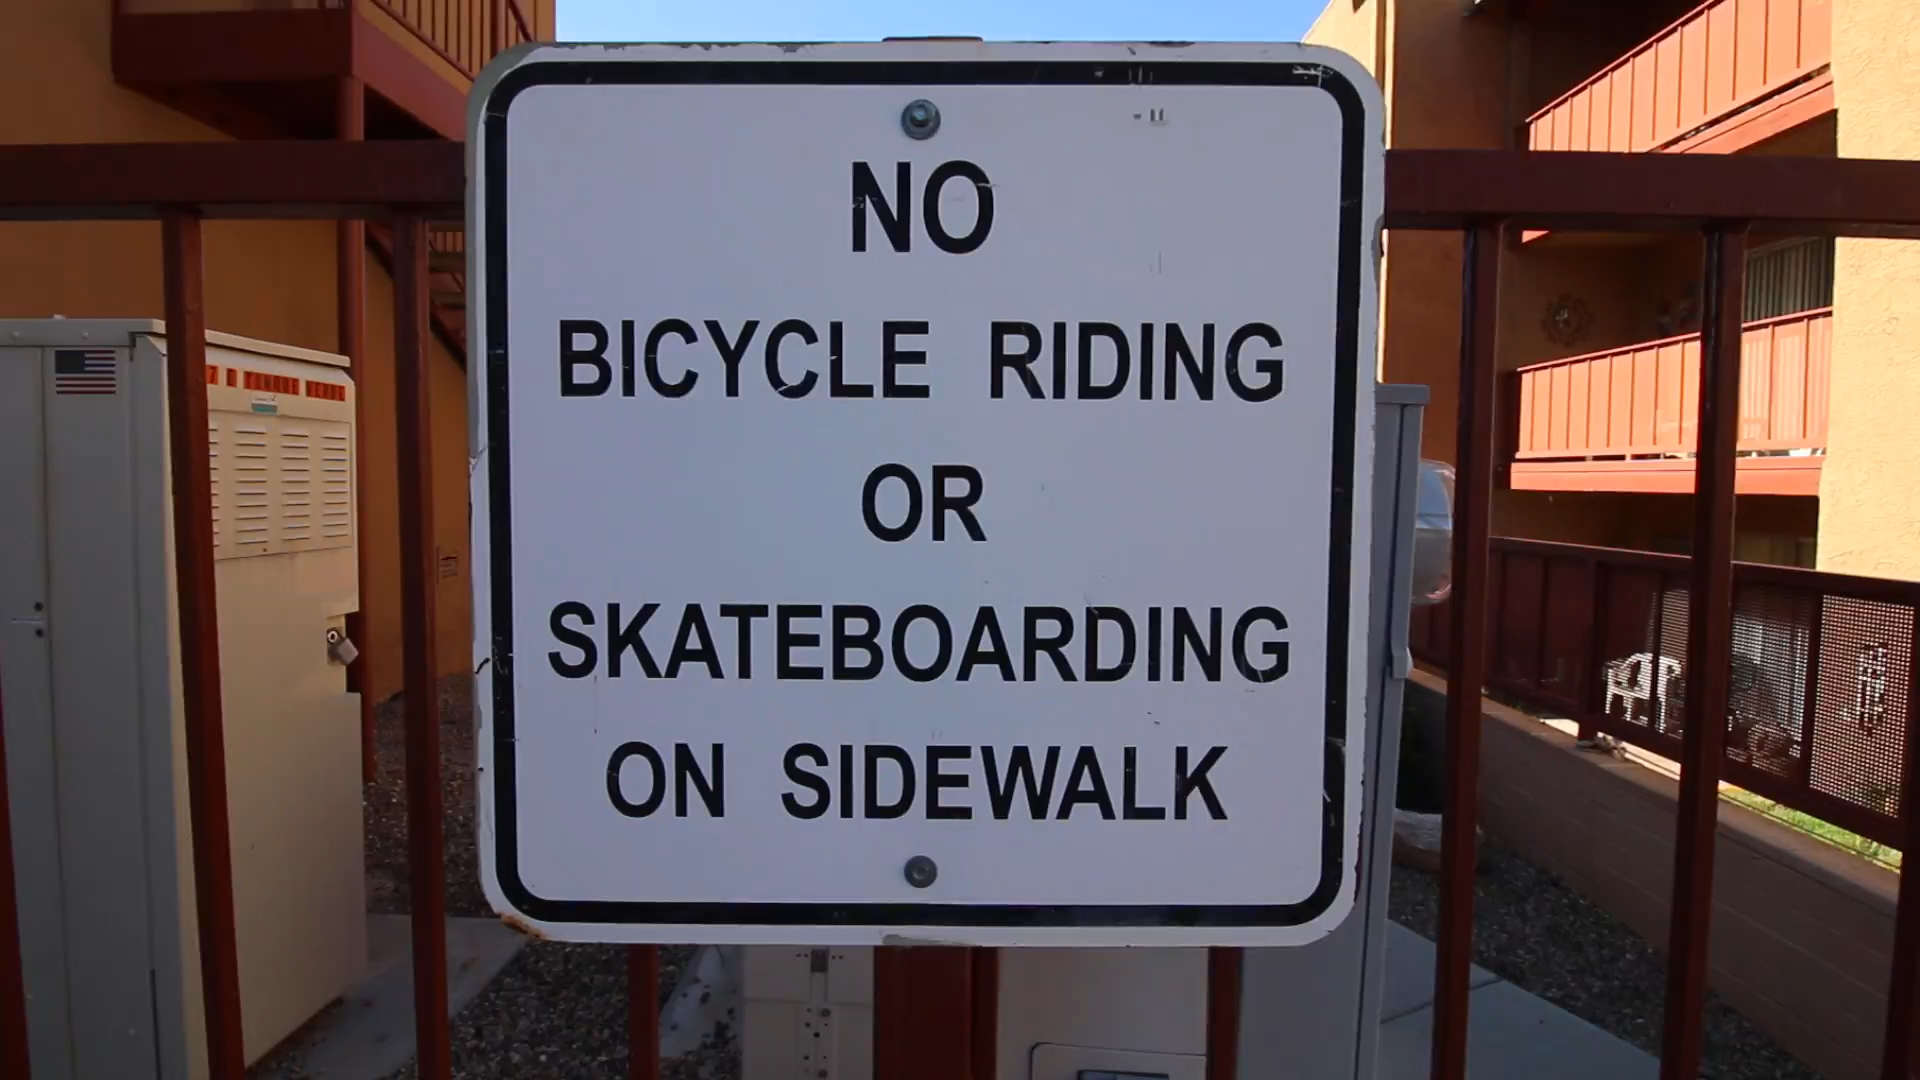 NO
BICYCLE RIDING
OR
SKATEBOARDING
ON SIDEWALK